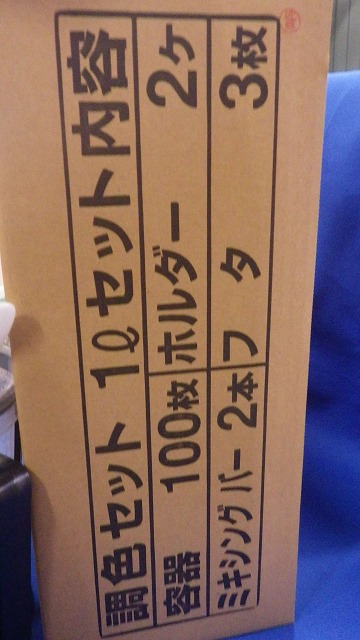 調色セット 1ℓセット内容
容器 100枚 ホルダー 2ヶ
ミキシングバー 2本 フタ 3枚